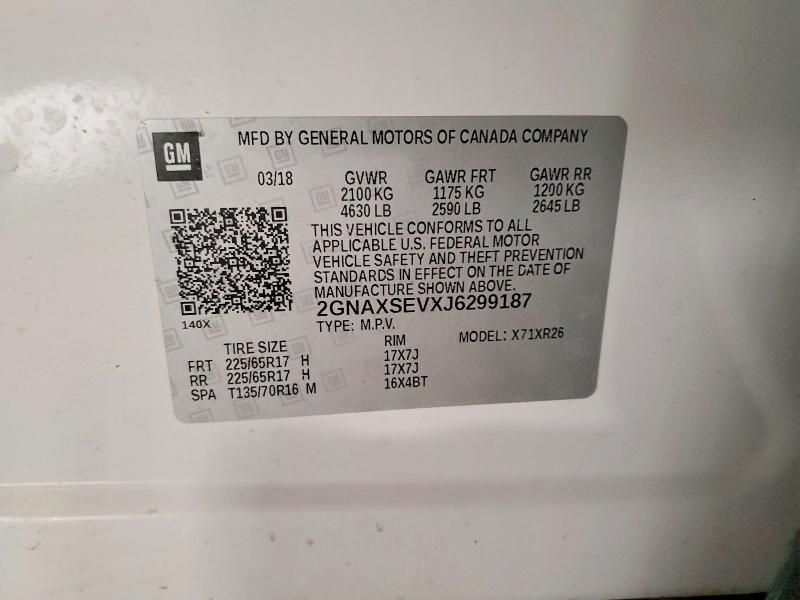 GM
MFD BY GENERAL MOTORS OF CANADA COMPANY
03/18 GVWR GAWR FRT GAWR RR
2100 KG 1175 KG 1200 KG
4630 LB 2590 LB 2645 LB
THIS VEHICLE CONFORMS TO ALL
APPLICABLE U.S. FEDERAL MOTOR
VEHICLE SAFETY AND THEFT PREVENTION
STANDARDS IN EFFECT ON THE DATE OF
MANUFACTURE SHOWN ABOVE.
2GNAXSEVXJ6299187
140X
TYPE: M.P.V. MODEL: X71XR26
TIRE SIZE RIM
FRT 225/65R17 H 17X7J
RR 225/65R17 H 17X7J
SPA T135/70R16 M 16X4BT